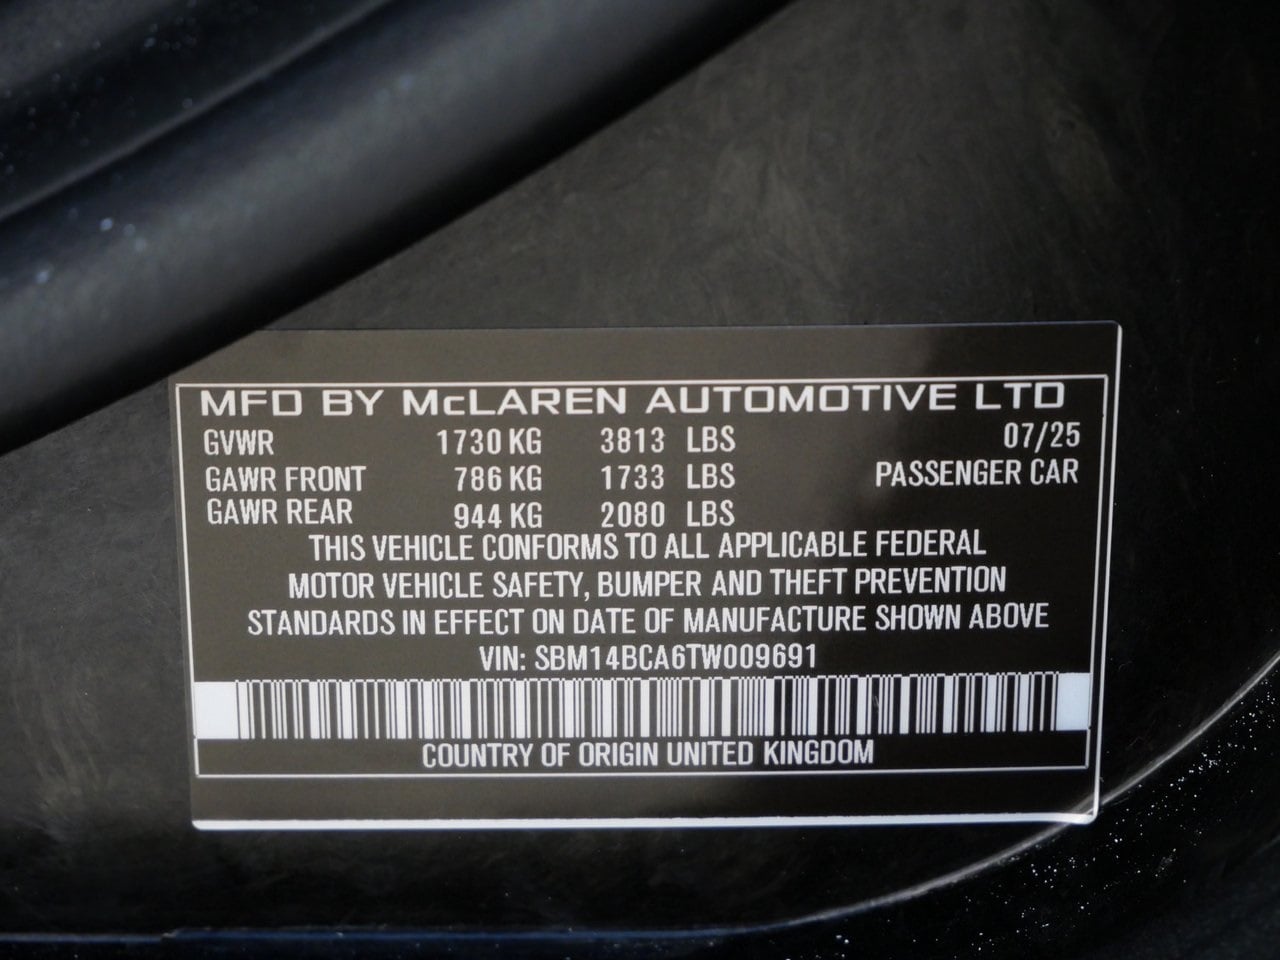 MFD BY McLAREN AUTOMOTIVE LTD
GVWR 1730 KG 3813 LBS 07/25
GAWR FRONT 786 KG 1733 LBS PASSENGER CAR
GAWR REAR 944 KG 2080 LBS
THIS VEHICLE CONFORMS TO ALL APPLICABLE FEDERAL
MOTOR VEHICLE SAFETY, BUMPER AND THEFT PREVENTION
STANDARDS IN EFFECT ON DATE OF MANUFACTURE SHOWN ABOVE
VIN: SBM14BCA6TW009691
COUNTRY OF ORIGIN UNITED KINGDOM